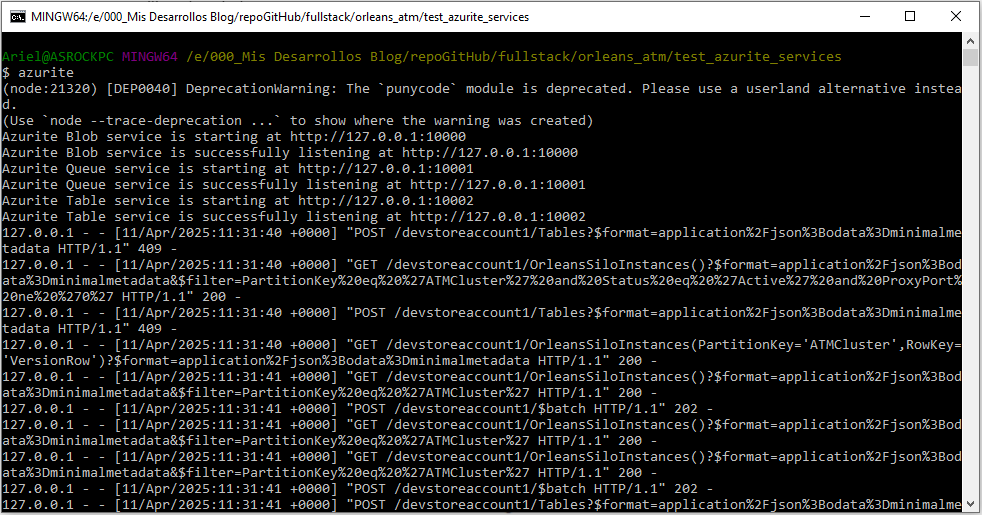 MINGW64:/e/000_Mis Desarrollos Blog/repoGitHub/fullstack/orleans_atm/test_azurite_services
Ariel@ASROCKPC MINGW64 /e/000_Mis Desarrollos Blog/repoGitHub/fullstack/orleans_atm/test_azurite_services
$ azurite
(node:21320) [DEP0040] DeprecationWarning: The `punycode` module is deprecated. Please use a userland alternative instea
d.
(Use `node --trace-deprecation ...` to show where the warning was created)
Azurite Blob service is starting at http://127.0.0.1:10000
Azurite Blob service is successfully listening at http://127.0.0.1:10000
Azurite Queue service is starting at http://127.0.0.1:10001
Azurite Queue service is successfully listening at http://127.0.0.1:10001
Azurite Table service is starting at http://127.0.0.1:10002
Azurite Table service is successfully listening at http://127.0.0.1:10002
127.0.0.1 - - [11/Apr/2025:11:31:40 +0000] "POST /devstoreaccount1/Tables?$format=application%2Fjson%3Bodata%3Dminimalme
tadata HTTP/1.1" 409 -
127.0.0.1 - - [11/Apr/2025:11:31:40 +0000] "GET /devstoreaccount1/OrleansSiloInstances()?$format=application%2Fjson%3Bod
ata%3Dminimalmetadata&$filter=PartitionKey%20eq%20%27ATMCluster%27%20and%20Status%20eq%20%27Active%27%20and%20ProxyPort%
20ne%20%270%27 HTTP/1.1" 200 -
127.0.0.1 - - [11/Apr/2025:11:31:40 +0000] "POST /devstoreaccount1/Tables?$format=application%2Fjson%3Bodata%3Dminimalme
tadata HTTP/1.1" 409 -
127.0.0.1 - - [11/Apr/2025:11:31:40 +0000] "GET /devstoreaccount1/OrleansSiloInstances(PartitionKey='ATMCluster',RowKey=
'VersionRow')?$format=application%2Fjson%3Bodata%3Dminimalmetadata HTTP/1.1" 200 -
127.0.0.1 - - [11/Apr/2025:11:31:41 +0000] "GET /devstoreaccount1/OrleansSiloInstances()?$format=application%2Fjson%3Bod
ata%3Dminimalmetadata&$filter=PartitionKey%20eq%20%27ATMCluster%27 HTTP/1.1" 200 -
127.0.0.1 - - [11/Apr/2025:11:31:41 +0000] "POST /devstoreaccount1/$batch HTTP/1.1" 202 -
127.0.0.1 - - [11/Apr/2025:11:31:41 +0000] "GET /devstoreaccount1/OrleansSiloInstances()?$format=application%2Fjson%3Bod
ata%3Dminimalmetadata&$filter=PartitionKey%20eq%20%27ATMCluster%27 HTTP/1.1" 200 -
127.0.0.1 - - [11/Apr/2025:11:31:41 +0000] "GET /devstoreaccount1/OrleansSiloInstances()?$format=application%2Fjson%3Bod
ata%3Dminimalmetadata&$filter=PartitionKey%20eq%20%27ATMCluster%27 HTTP/1.1" 200 -
127.0.0.1 - - [11/Apr/2025:11:31:41 +0000] "POST /devstoreaccount1/$batch HTTP/1.1" 202 -
127.0.0.1 - - [11/Apr/2025:11:31:41 +0000] "POST /devstoreaccount1/Tables?$format=application%2Fjson%3Bodata%3Dminimalme